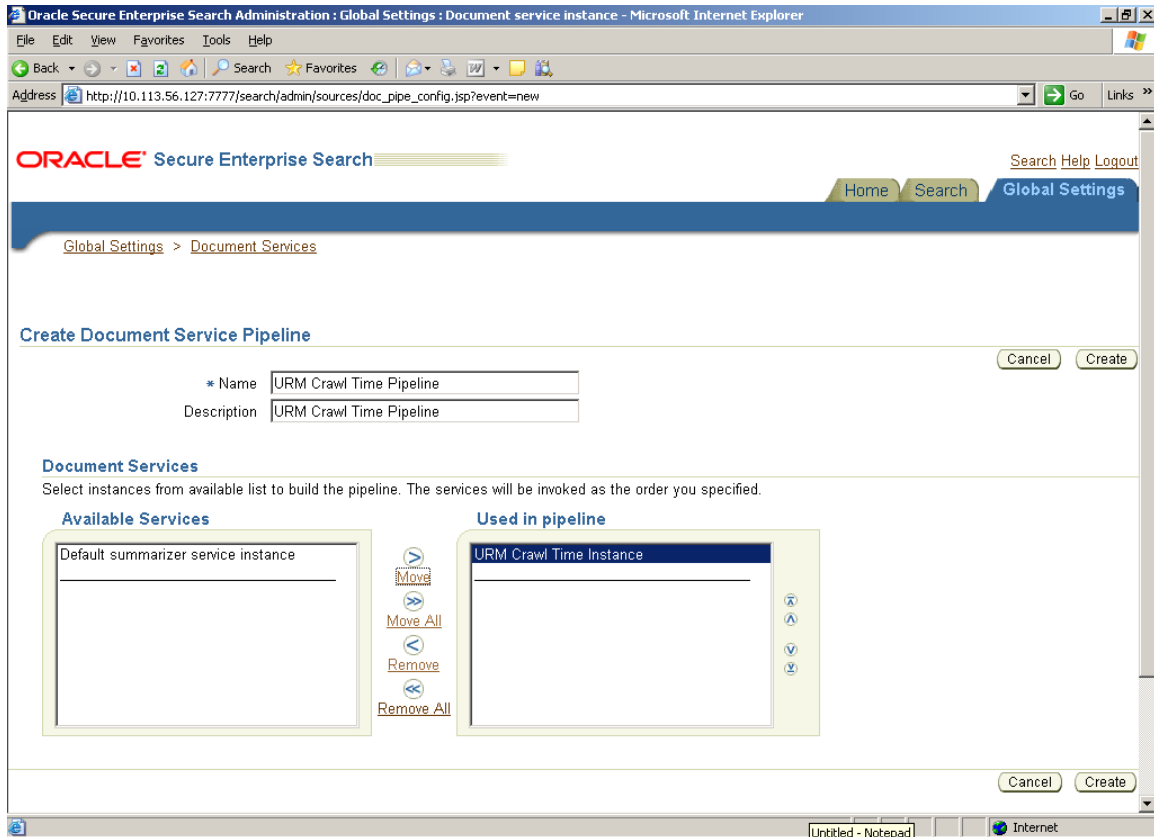 Oracle Secure Enterprise Search Administration : Global Settings : Document service instance - Microsoft Internet Explorer
File Edit View Favorites Tools Help
Back Search Favorites
Address http://10.113.56.127:7777/search/admin/sources/doc_pipe_config.jsp?event=new Go Links »
ORACLE Secure Enterprise Search
Search Help Logout
Home Search Global Settings
Global Settings > Document Services
Create Document Service Pipeline
Cancel Create
* Name URM Crawl Time Pipeline
Description URM Crawl Time Pipeline
Document Services
Select instances from available list to build the pipeline. The services will be invoked as the order you specified.
Available Services Used in pipeline
Default summarizer service instance URM Crawl Time Instance
Move
Move All
Remove
Remove All
Cancel Create
Untitled - Notepad Internet